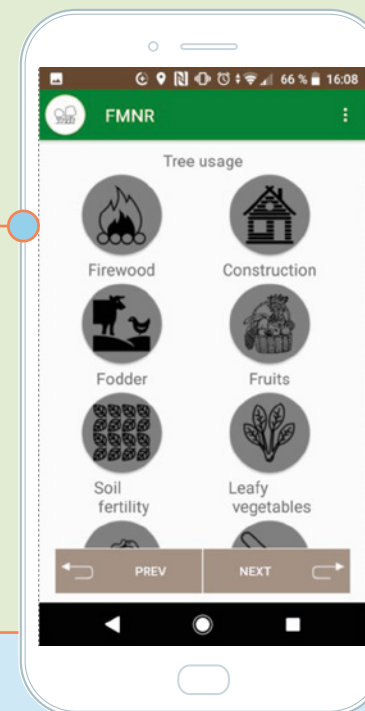 66 % 16:08
FMNR
Tree usage
Firewood
Construction
Fodder
Fruits
Soil
fertility
Leafy
vegetables
PREV
NEXT